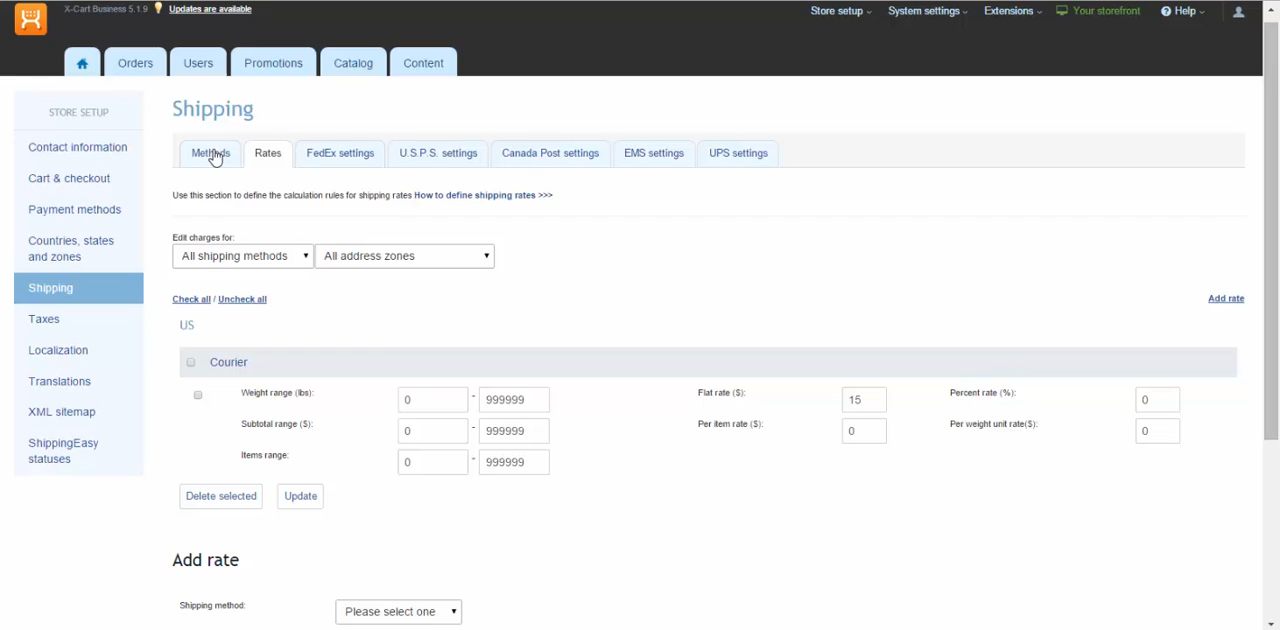 X-Cart Business 5.1.9 Updates are available
Store setup System settings Extensions Your storefront Help
Orders Users Promotions Catalog Content
STORE SETUP
Contact information
Cart & checkout
Payment methods
Countries, states
and zones
Shipping
Taxes
Localization
Translations
XML sitemap
ShippingEasy
statuses
Shipping
Methods Rates FedEx settings U.S.P.S. settings Canada Post settings EMS settings UPS settings
Use this section to define the calculation rules for shipping rates How to define shipping rates >>>
Edit charges for:
All shipping methods All address zones
Check all / Uncheck all Add rate
US
Courier
Weight range (lbs): 0 - 999999 Flat rate ($): 15 Percent rate (%): 0
Subtotal range ($): 0 - 999999 Per item rate ($): 0 Per weight unit rate($): 0
Items range: 0 - 999999
Delete selected Update
Add rate
Shipping method: Please select one